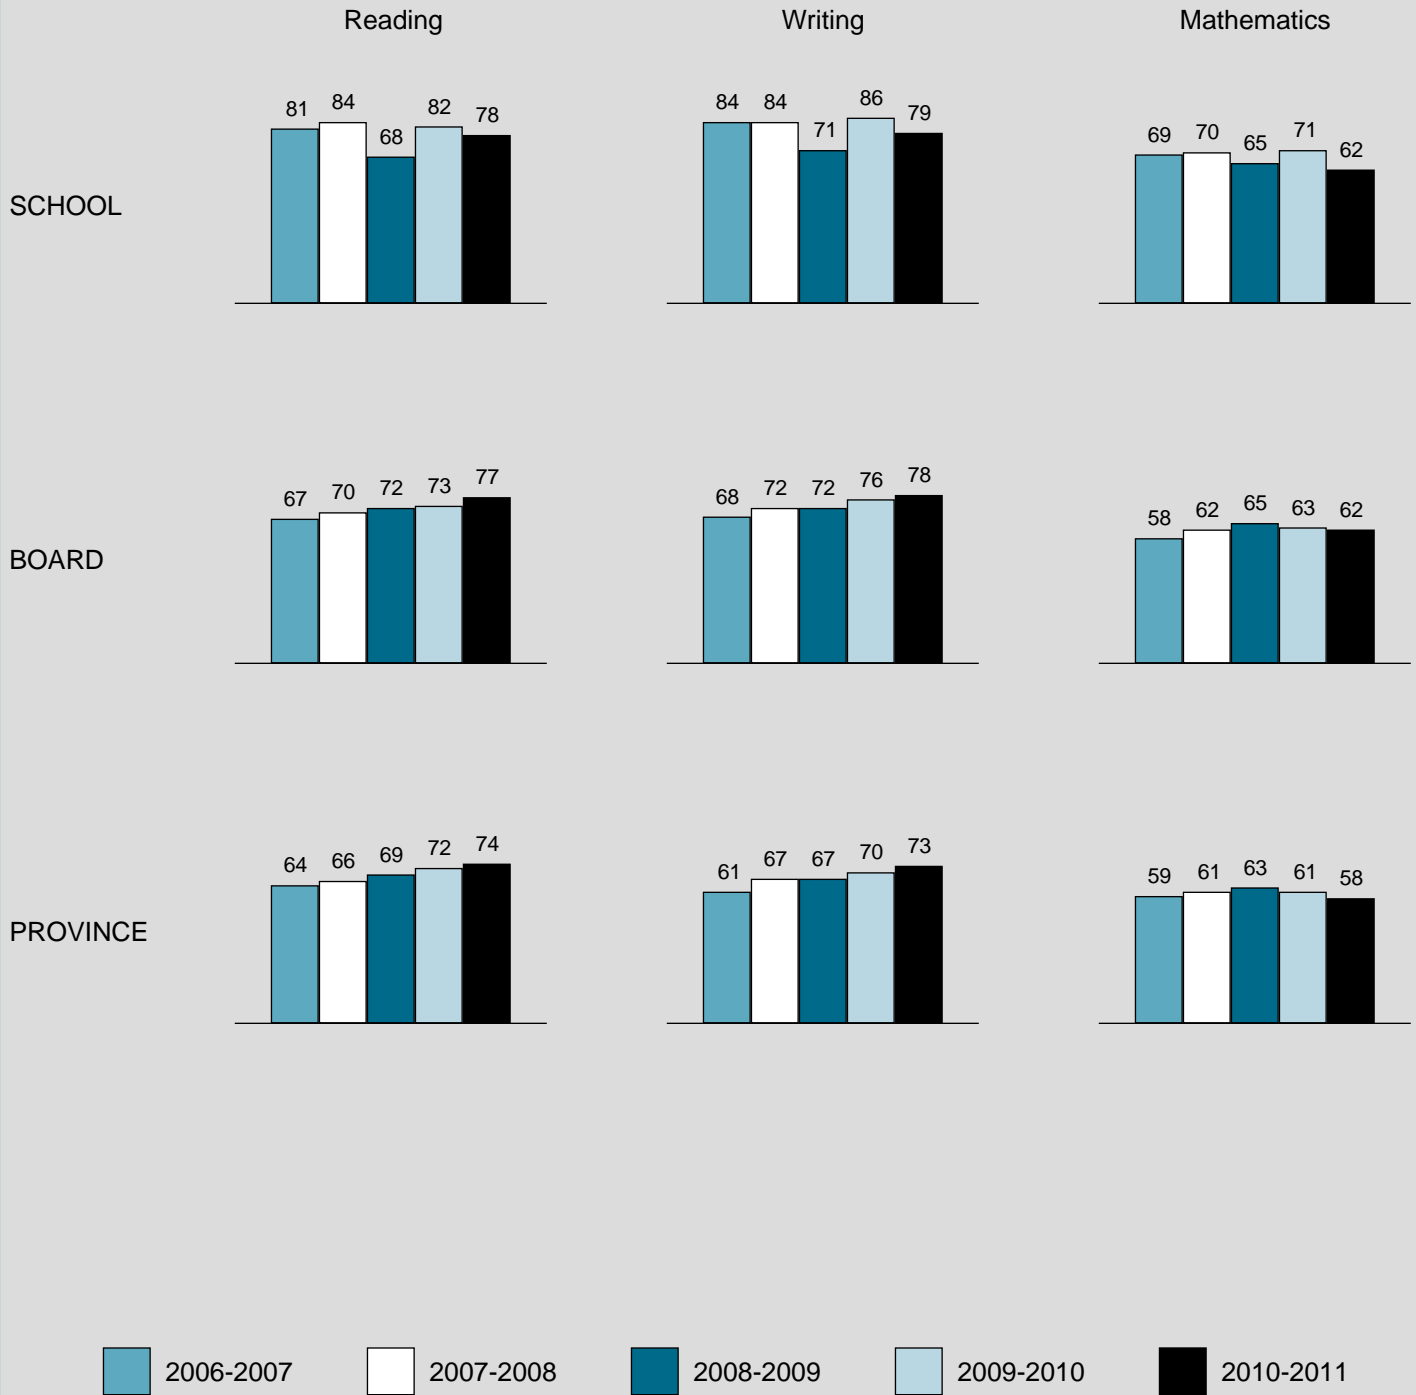 Reading Writing Mathematics
81 84 68 82 78
84 84 71 86 79
69 70 65 71 62
SCHOOL
67 70 72 73 77
68 72 72 76 78
58 62 65 63 62
BOARD
64 66 69 72 74
61 67 67 70 73
59 61 63 61 58
PROVINCE
2006-2007 2007-2008 2008-2009 2009-2010 2010-2011